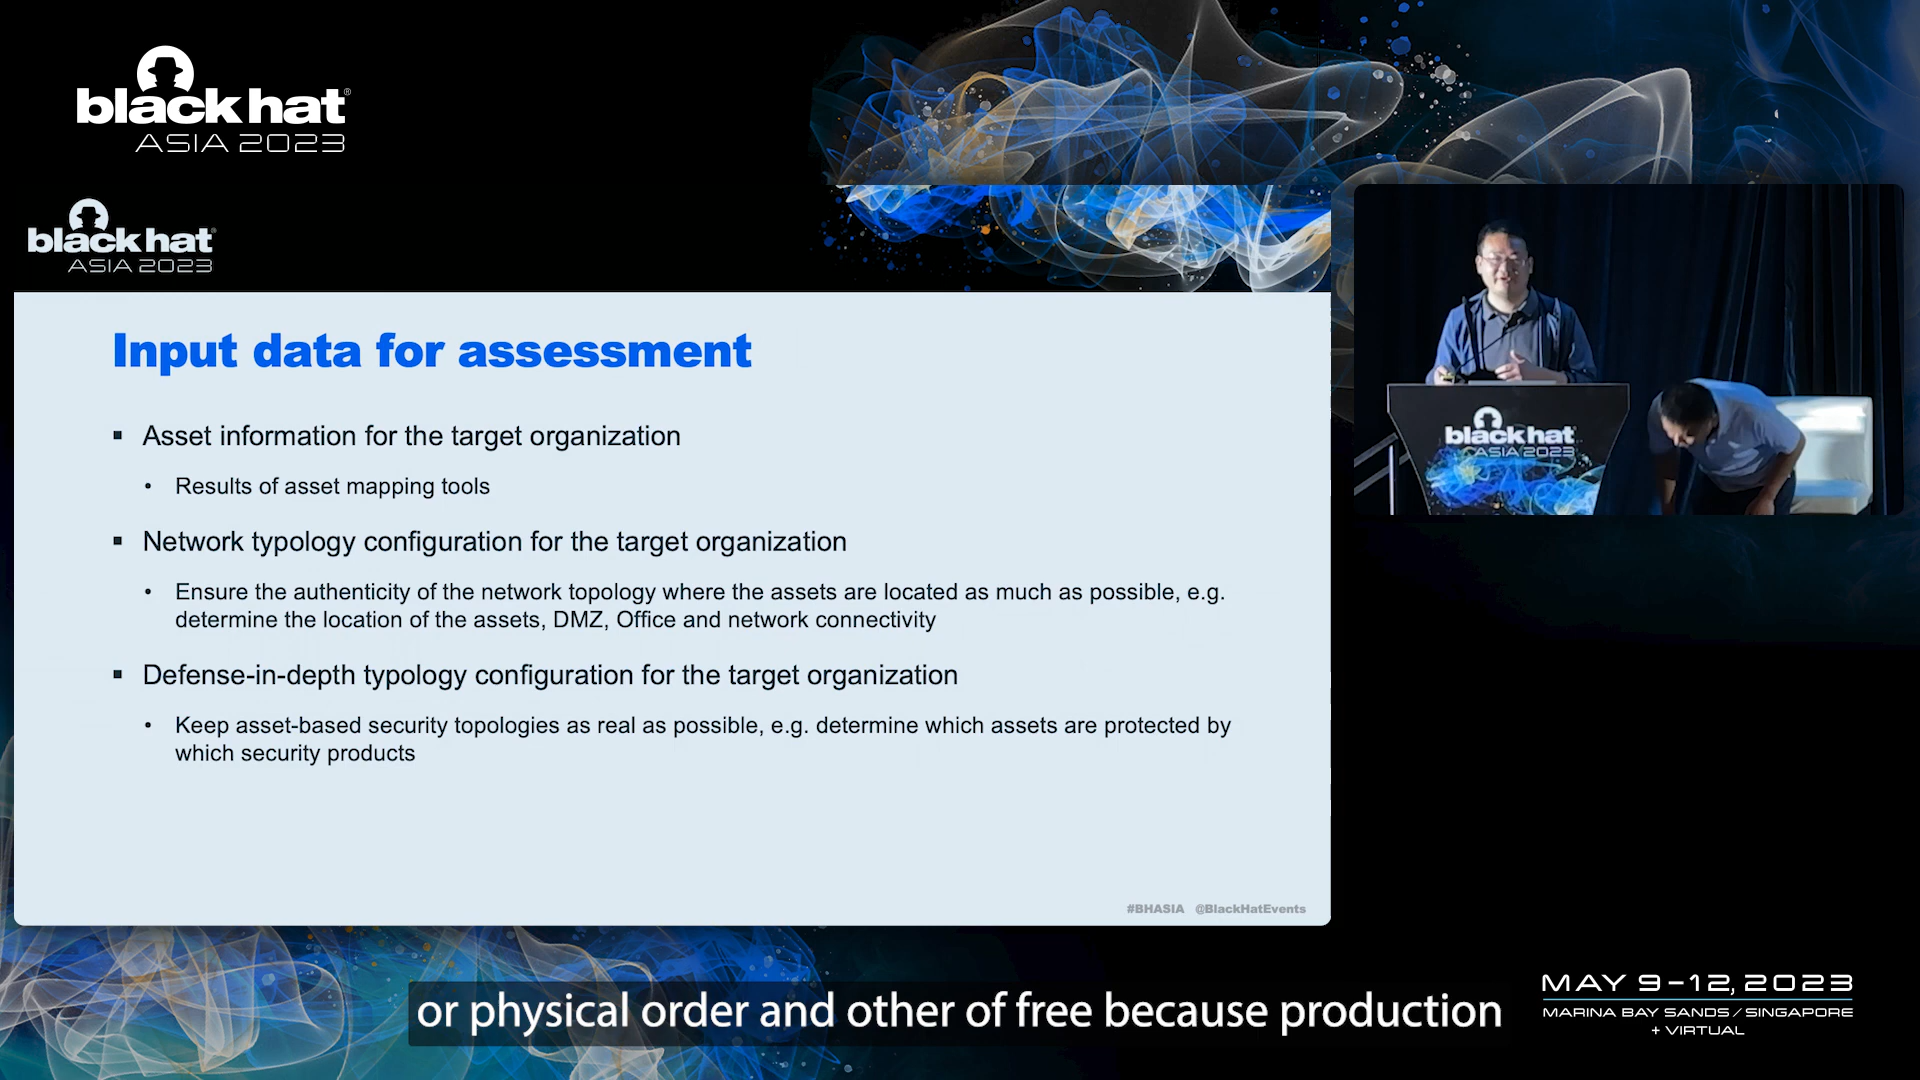 black hat®
ASIA 2023
black hat®
ASIA 2023
Input data for assessment
▪ Asset information for the target organization
• Results of asset mapping tools
▪ Network typology configuration for the target organization
• Ensure the authenticity of the network topology where the assets are located as much as possible, e.g.
determine the location of the assets, DMZ, Office and network connectivity
▪ Defense-in-depth typology configuration for the target organization
• Keep asset-based security topologies as real as possible, e.g. determine which assets are protected by
which security products
#BHASIA @BlackHatEvents
black hat
ASIA 2023
or physical order and other of free because production
MAY 9-12, 2023
MARINA BAY SANDS / SINGAPORE
+ VIRTUAL